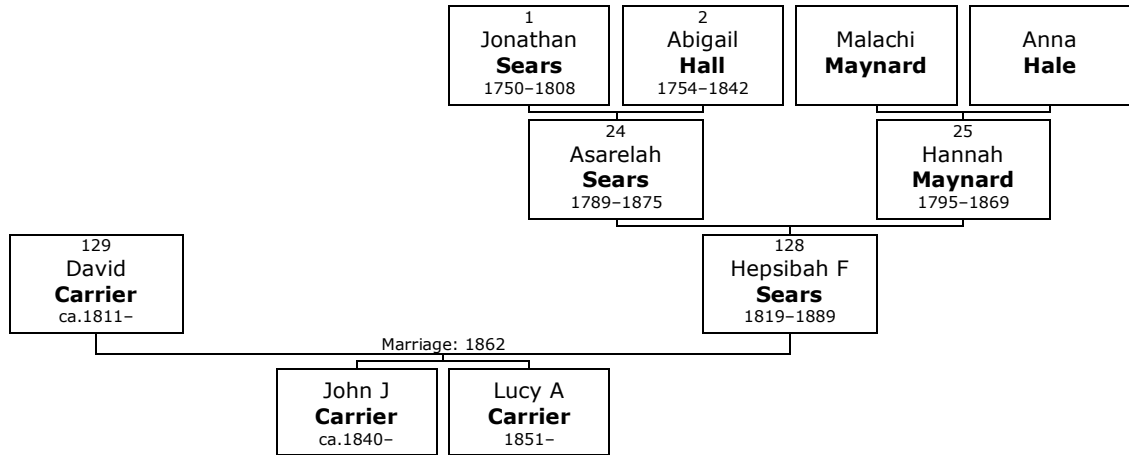 1
Jonathan
Sears
1750–1808
2
Abigail
Hall
1754–1842
Malachi
Maynard
Anna
Hale
24
Asarelah
Sears
1789–1875
25
Hannah
Maynard
1795–1869
129
David
Carrier
ca.1811–
128
Hepsibah F
Sears
1819–1889
Marriage: 1862
John J
Carrier
ca.1840–
Lucy A
Carrier
1851–